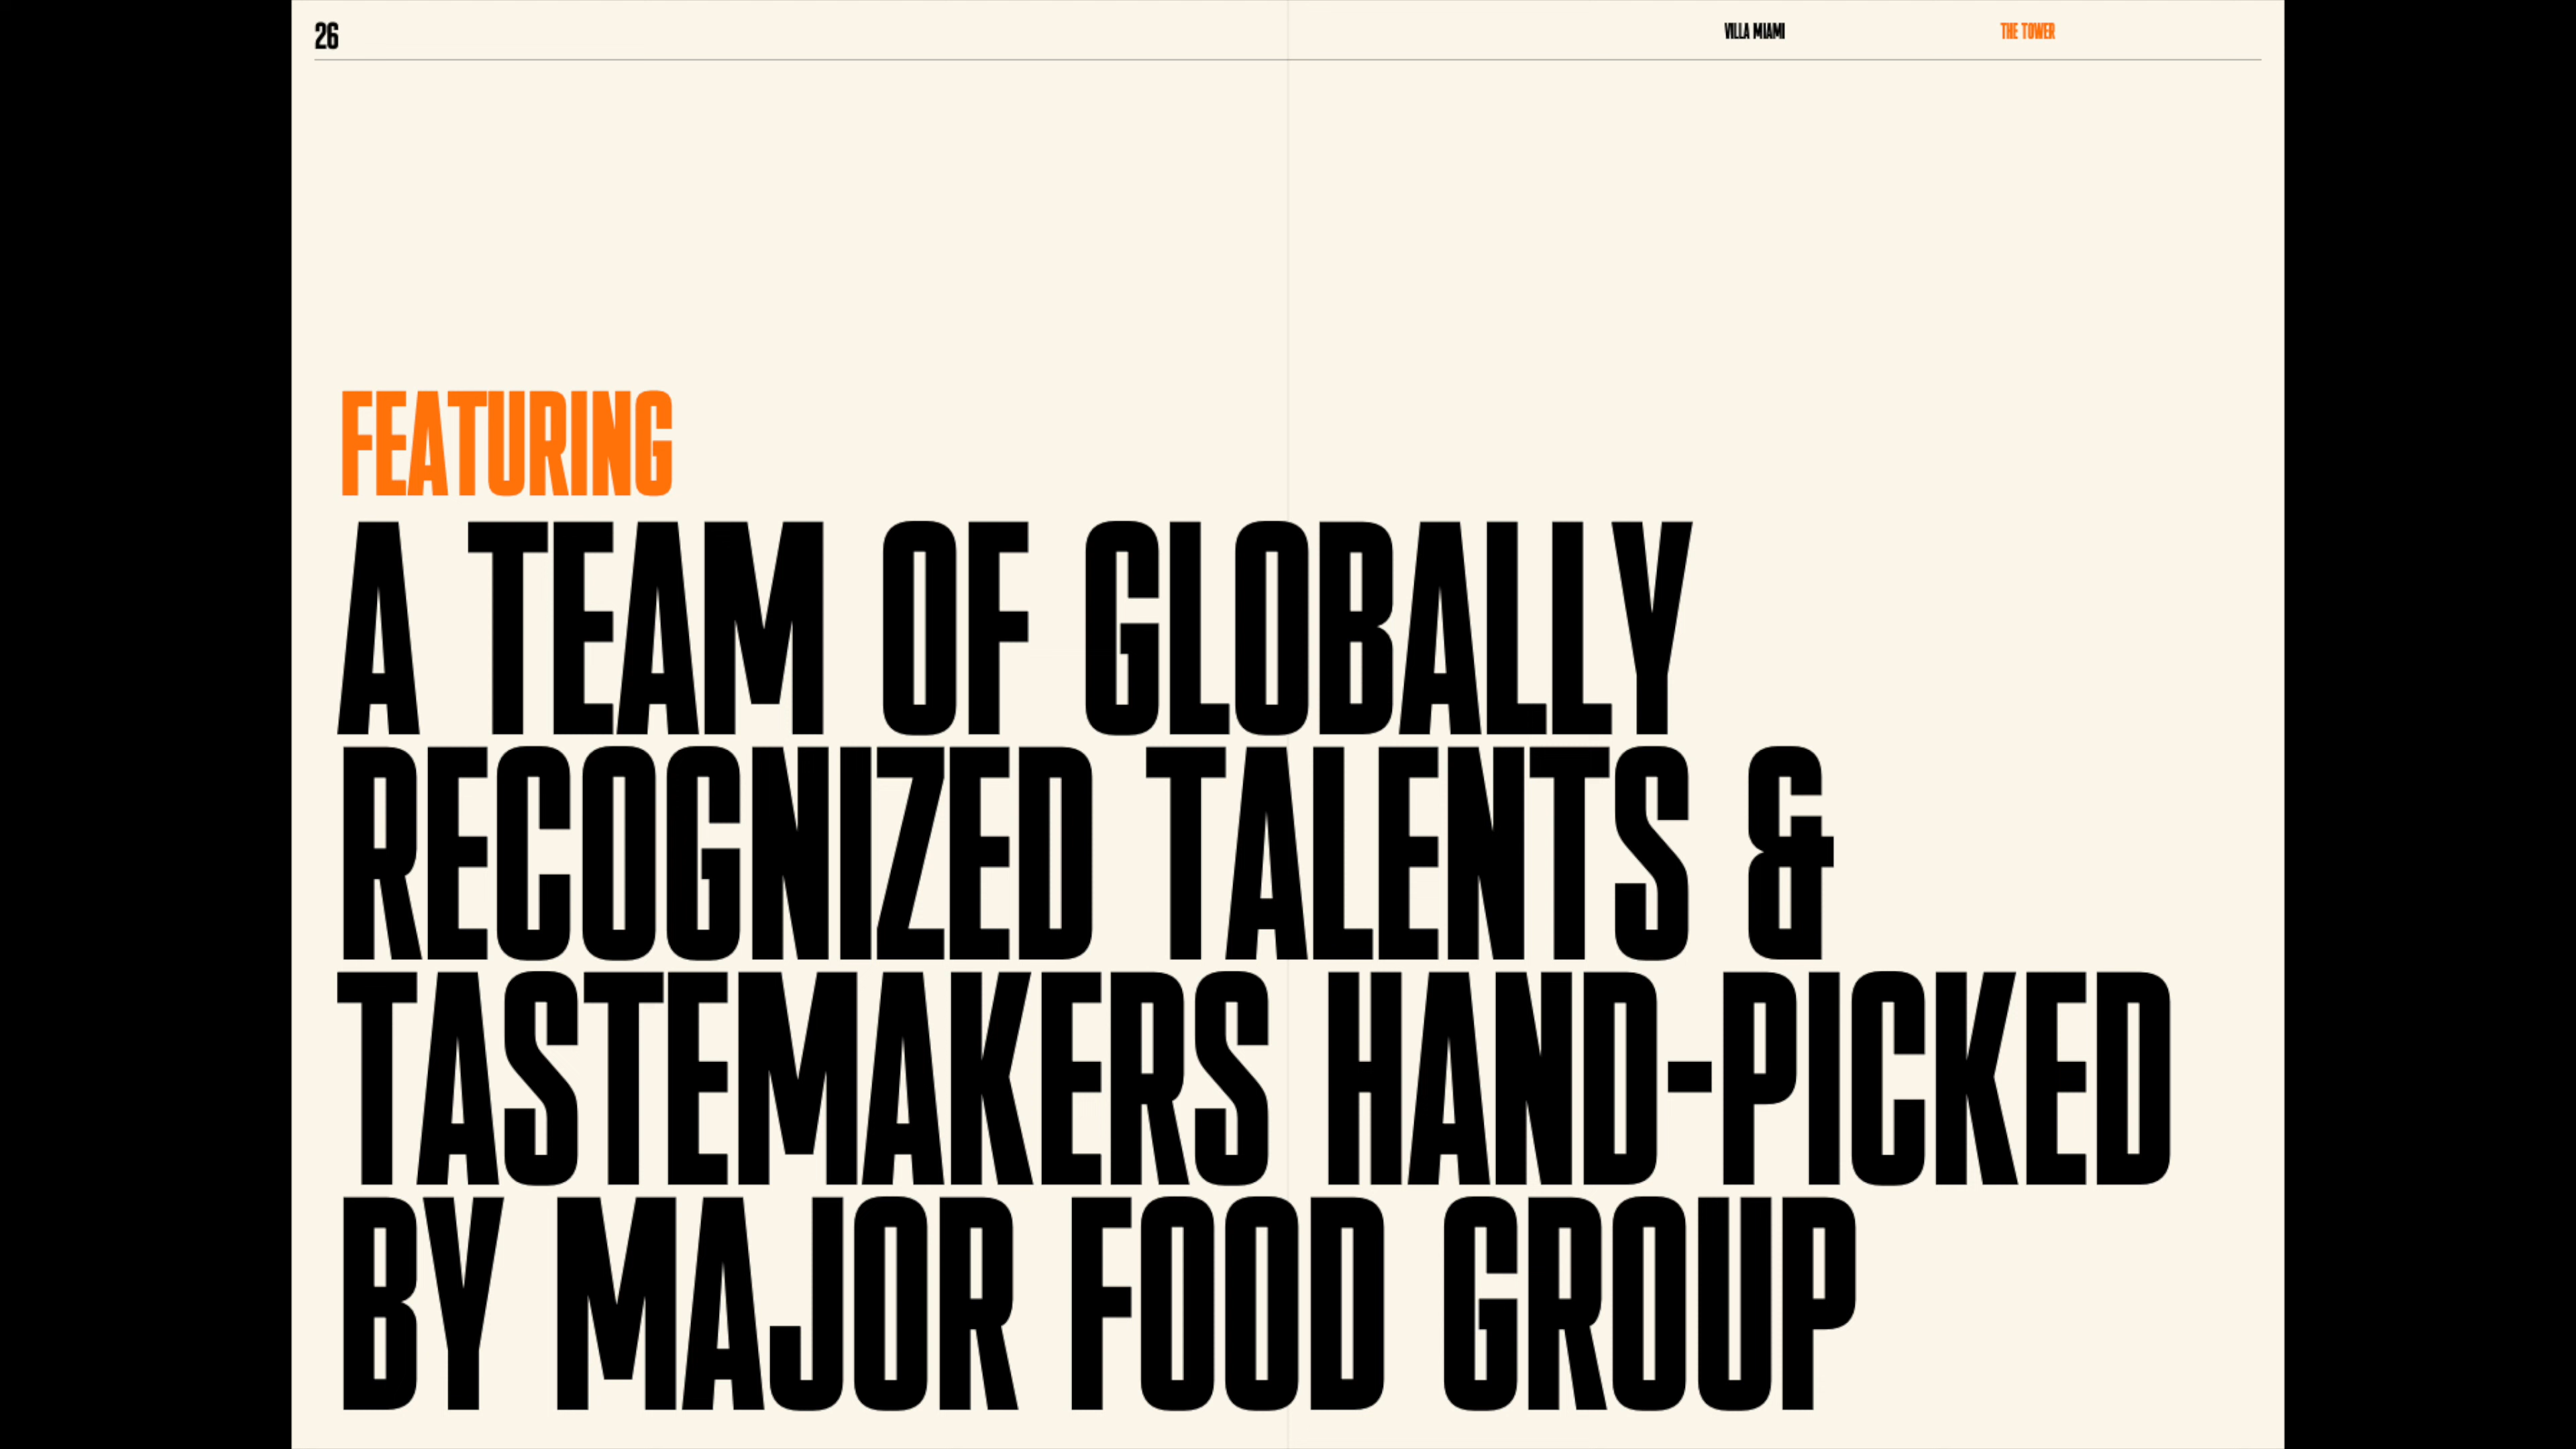 26
VILLA MIAMI
THE TOWER
FEATURING
A TEAM OF GLOBALLY
RECOGNIZED TALENTS &
TASTEMAKERS HAND-PICKED
BY MAJOR FOOD GROUP